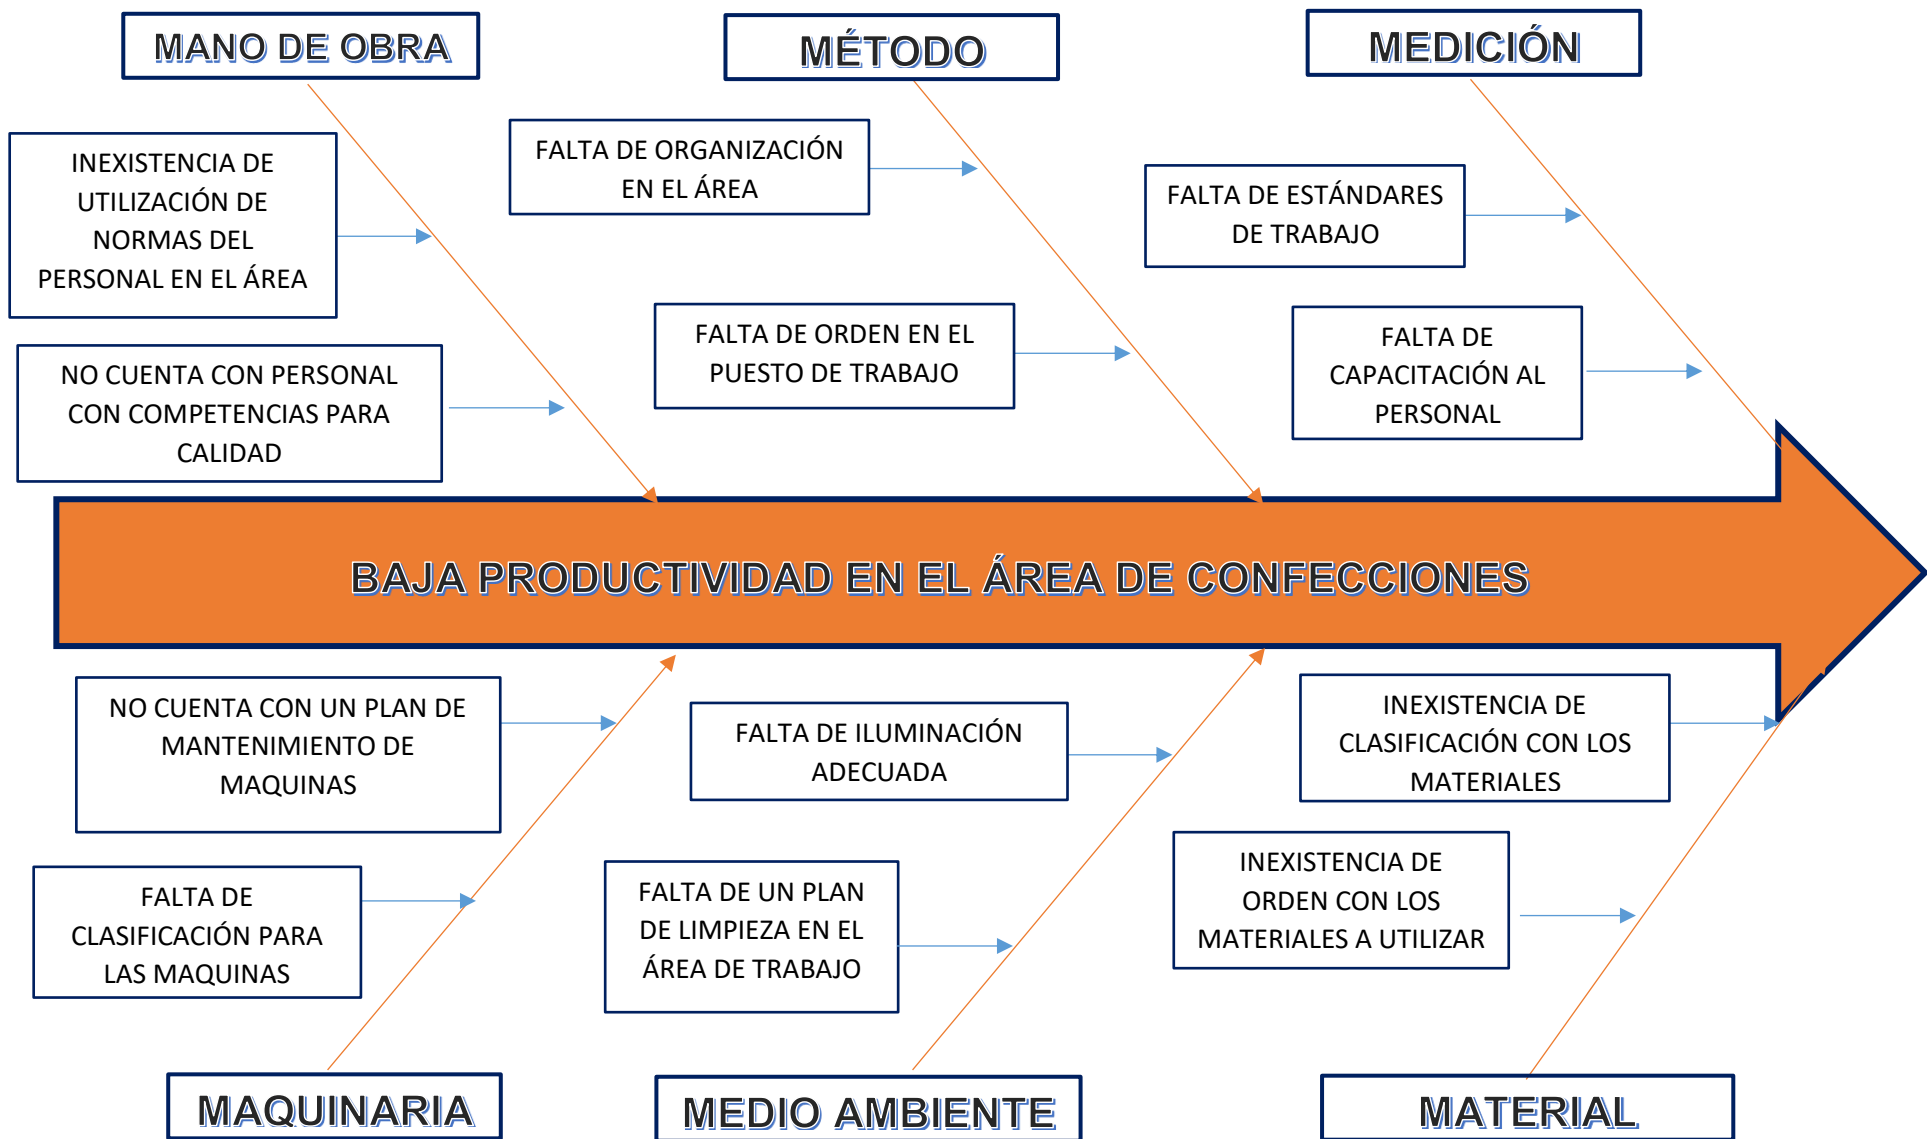 MANO DE OBRA
MÉTODO
MEDICIÓN
INEXISTENCIA DE
UTILIZACIÓN DE
NORMAS DEL
PERSONAL EN EL ÁREA
FALTA DE ORGANIZACIÓN
EN EL ÁREA
FALTA DE ESTÁNDARES
DE TRABAJO
NO CUENTA CON PERSONAL
CON COMPETENCIAS PARA
CALIDAD
FALTA DE ORDEN EN EL
PUESTO DE TRABAJO
FALTA DE
CAPACITACIÓN AL
PERSONAL
BAJA PRODUCTIVIDAD EN EL ÁREA DE CONFECCIONES
NO CUENTA CON UN PLAN DE
MANTENIMIENTO DE
MAQUINAS
FALTA DE ILUMINACIÓN
ADECUADA
INEXISTENCIA DE
CLASIFICACIÓN CON LOS
MATERIALES
FALTA DE
CLASIFICACIÓN PARA
LAS MAQUINAS
FALTA DE UN PLAN
DE LIMPIEZA EN EL
ÁREA DE TRABAJO
INEXISTENCIA DE
ORDEN CON LOS
MATERIALES A UTILIZAR
MAQUINARIA
MEDIO AMBIENTE
MATERIAL